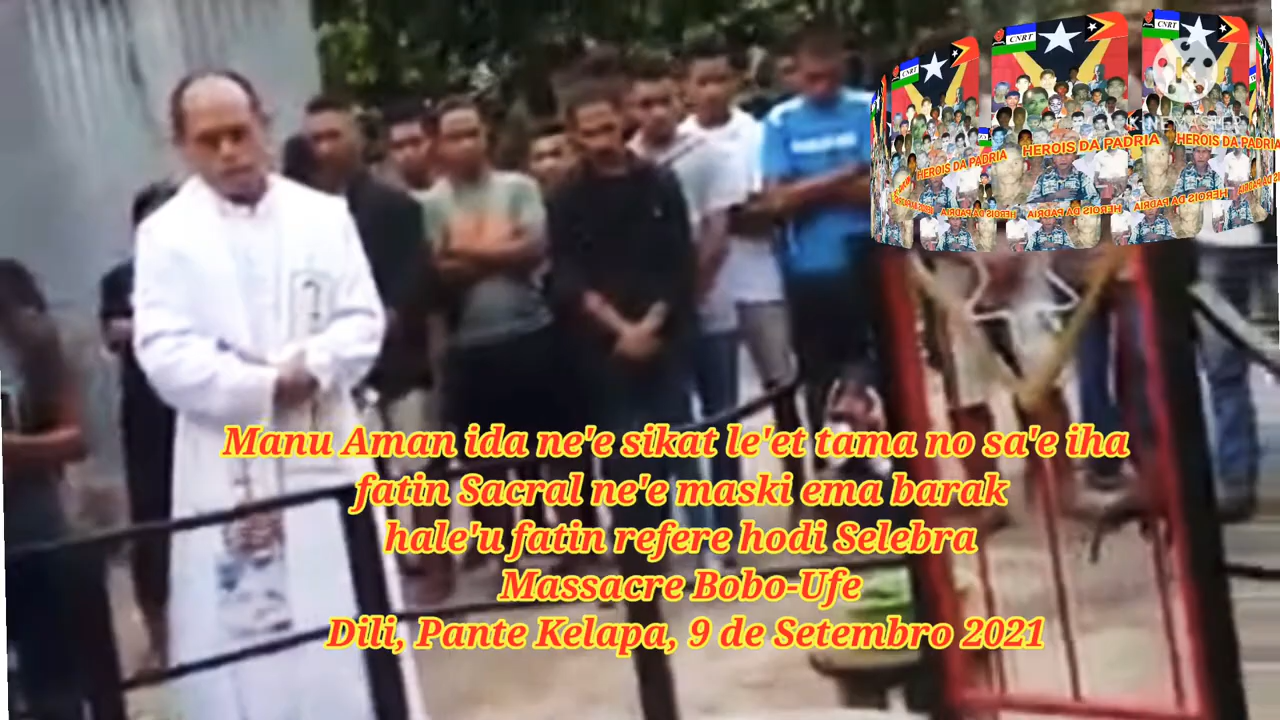 CNRT
CNRT
HEROIS DA PADRIA
HEROIS DA PADRIA
HEROIS DA PADRIA
Manu Aman ida ne'e sikat le'et tama no sa'e iha
fatin Sacral ne'e maski ema barak
hale'u fatin refere hodi Selebra
Massacre Bobo-Ufe
Dili, Pante Kelapa, 9 de Setembro 2021